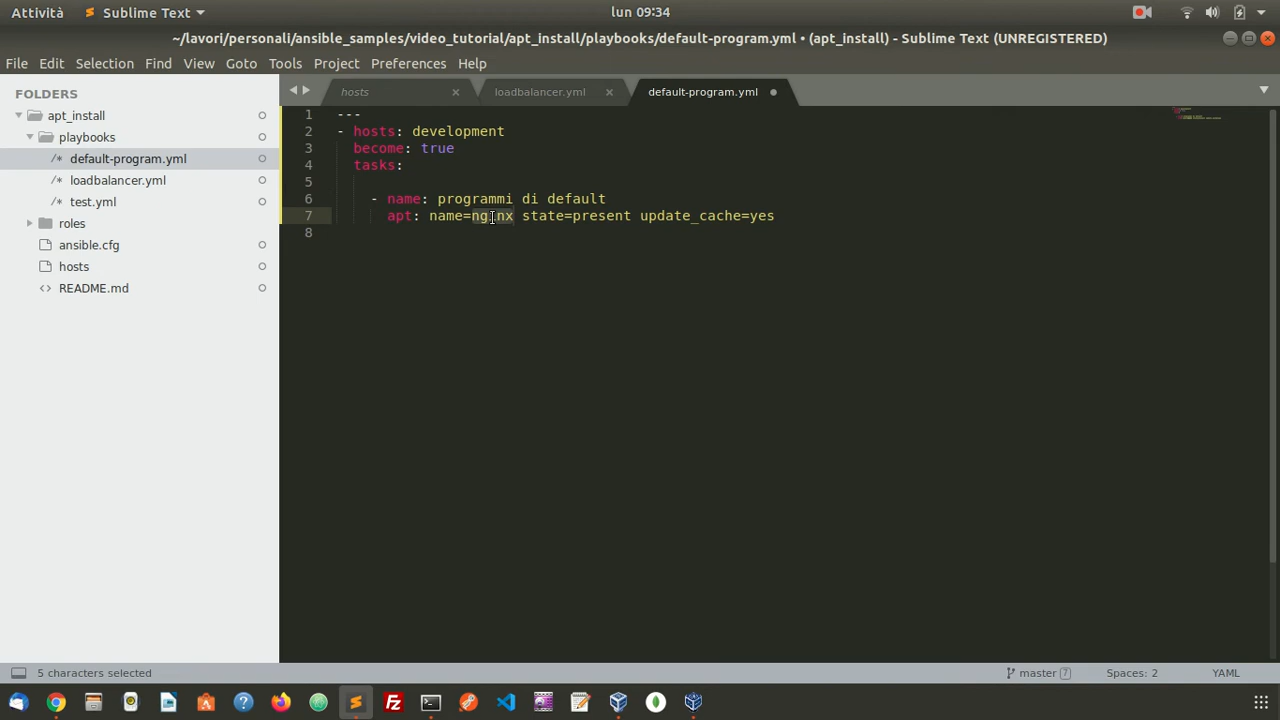 Attività Sublime Text lun 09:34
~/lavori/personali/ansible_samples/video_tutorial/apt_install/playbooks/default-program.yml • (apt_install) - Sublime Text (UNREGISTERED)
File Edit Selection Find View Goto Tools Project Preferences Help
FOLDERS
apt_install
playbooks
default-program.yml
loadbalancer.yml
test.yml
roles
ansible.cfg
hosts
README.md
hosts loadbalancer.yml default-program.yml
1 ---
2 - hosts: development
3 become: true
4 tasks:
5
6 - name: programmi di default
7 apt: name=nginx state=present update_cache=yes
8
5 characters selected master 7 Spaces: 2 YAML